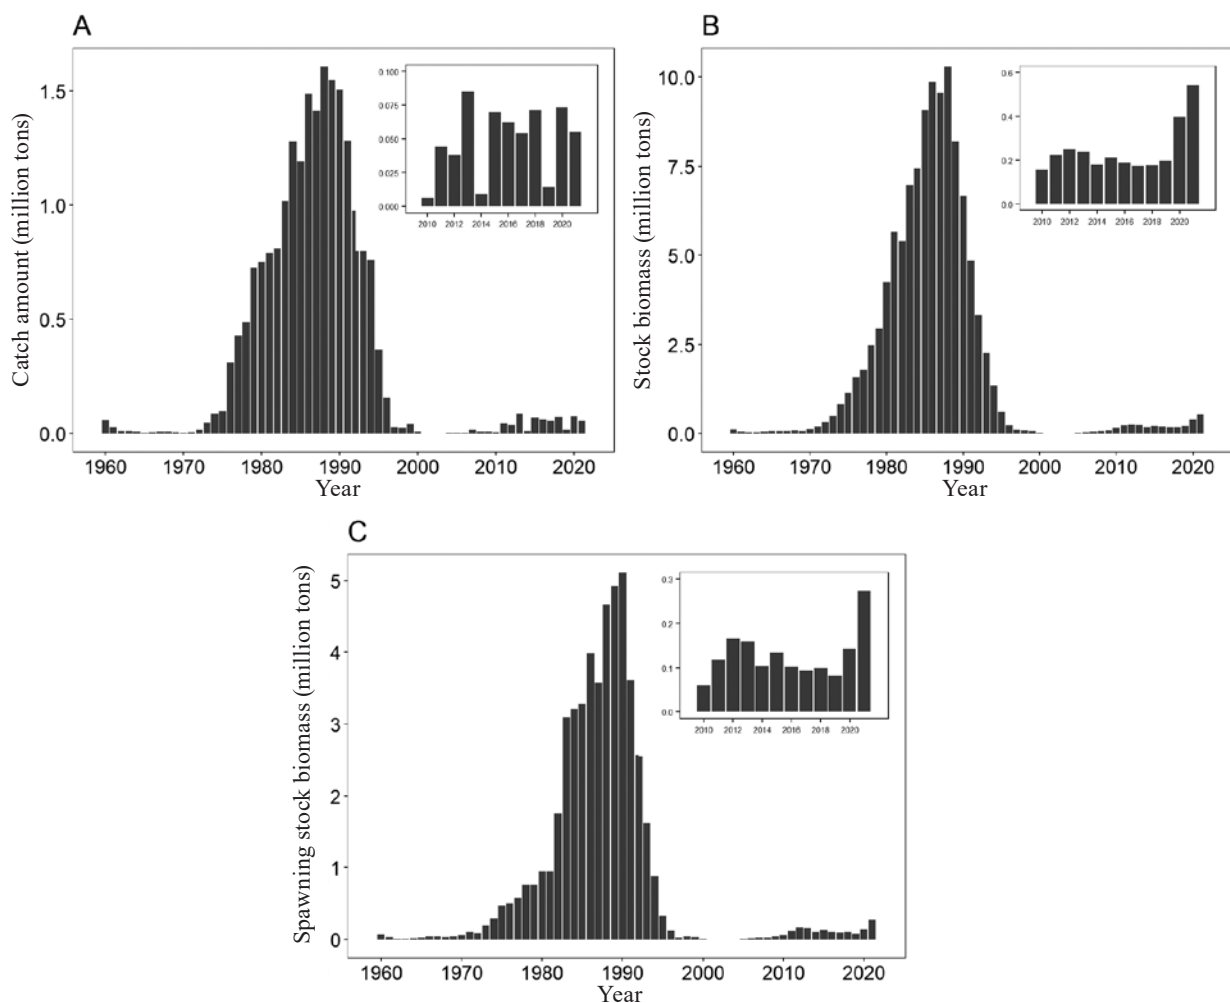 A
Catch amount (million tons)
1.5
1.0
0.5
0.0
0.100
0.075
0.050
0.025
0.000
2010 2012 2014 2016 2018 2020
1960 1970 1980 1990 2000 2010 2020
Year
B
Stock biomass (million tons)
10.0
7.5
5.0
2.5
0.0
0.6
0.4
0.2
0.0
2010 2012 2014 2016 2018 2020
1960 1970 1980 1990 2000 2010 2020
Year
C
Spawning stock biomass (million tons)
5
4
3
2
1
0
0.3
0.2
0.1
0.0
2010 2012 2014 2016 2018 2020
1960 1970 1980 1990 2000 2010 2020
Year